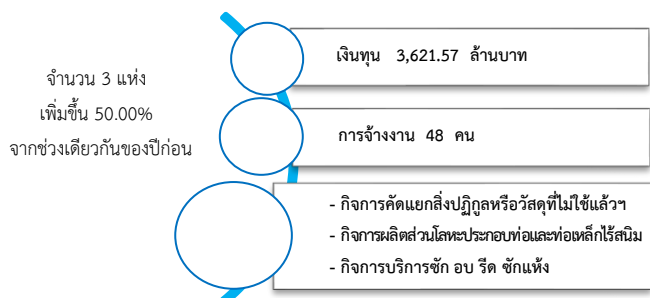 จำนวน 3 แห่ง
เพิ่มขึ้น 50.00%
จากช่วงเดียวกันของปีก่อน
เงินทุน 3,621.57 ล้านบาท
การจ้างงาน 48 คน
- กิจการคัดแยกสิ่งปฏิกูลหรือวัสดุที่ไม่ใช้แล้วฯ
- กิจการผลิตส่วนโลหะประกอบท่อและท่อเหล็กไร้สนิม
- กิจการบริการซัก อบ รีด ซักแห้ง